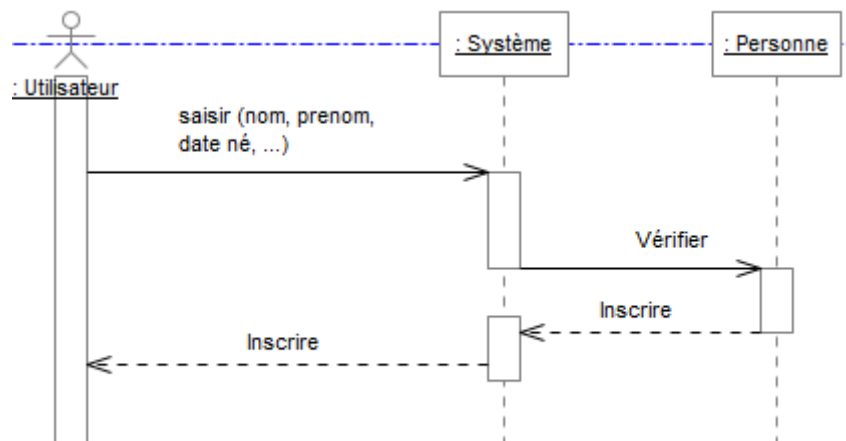 : Système
: Personne
: Utilisateur
saisir (nom, prenom,
date né, ...)
Vérifier
Inscrire
Inscrire